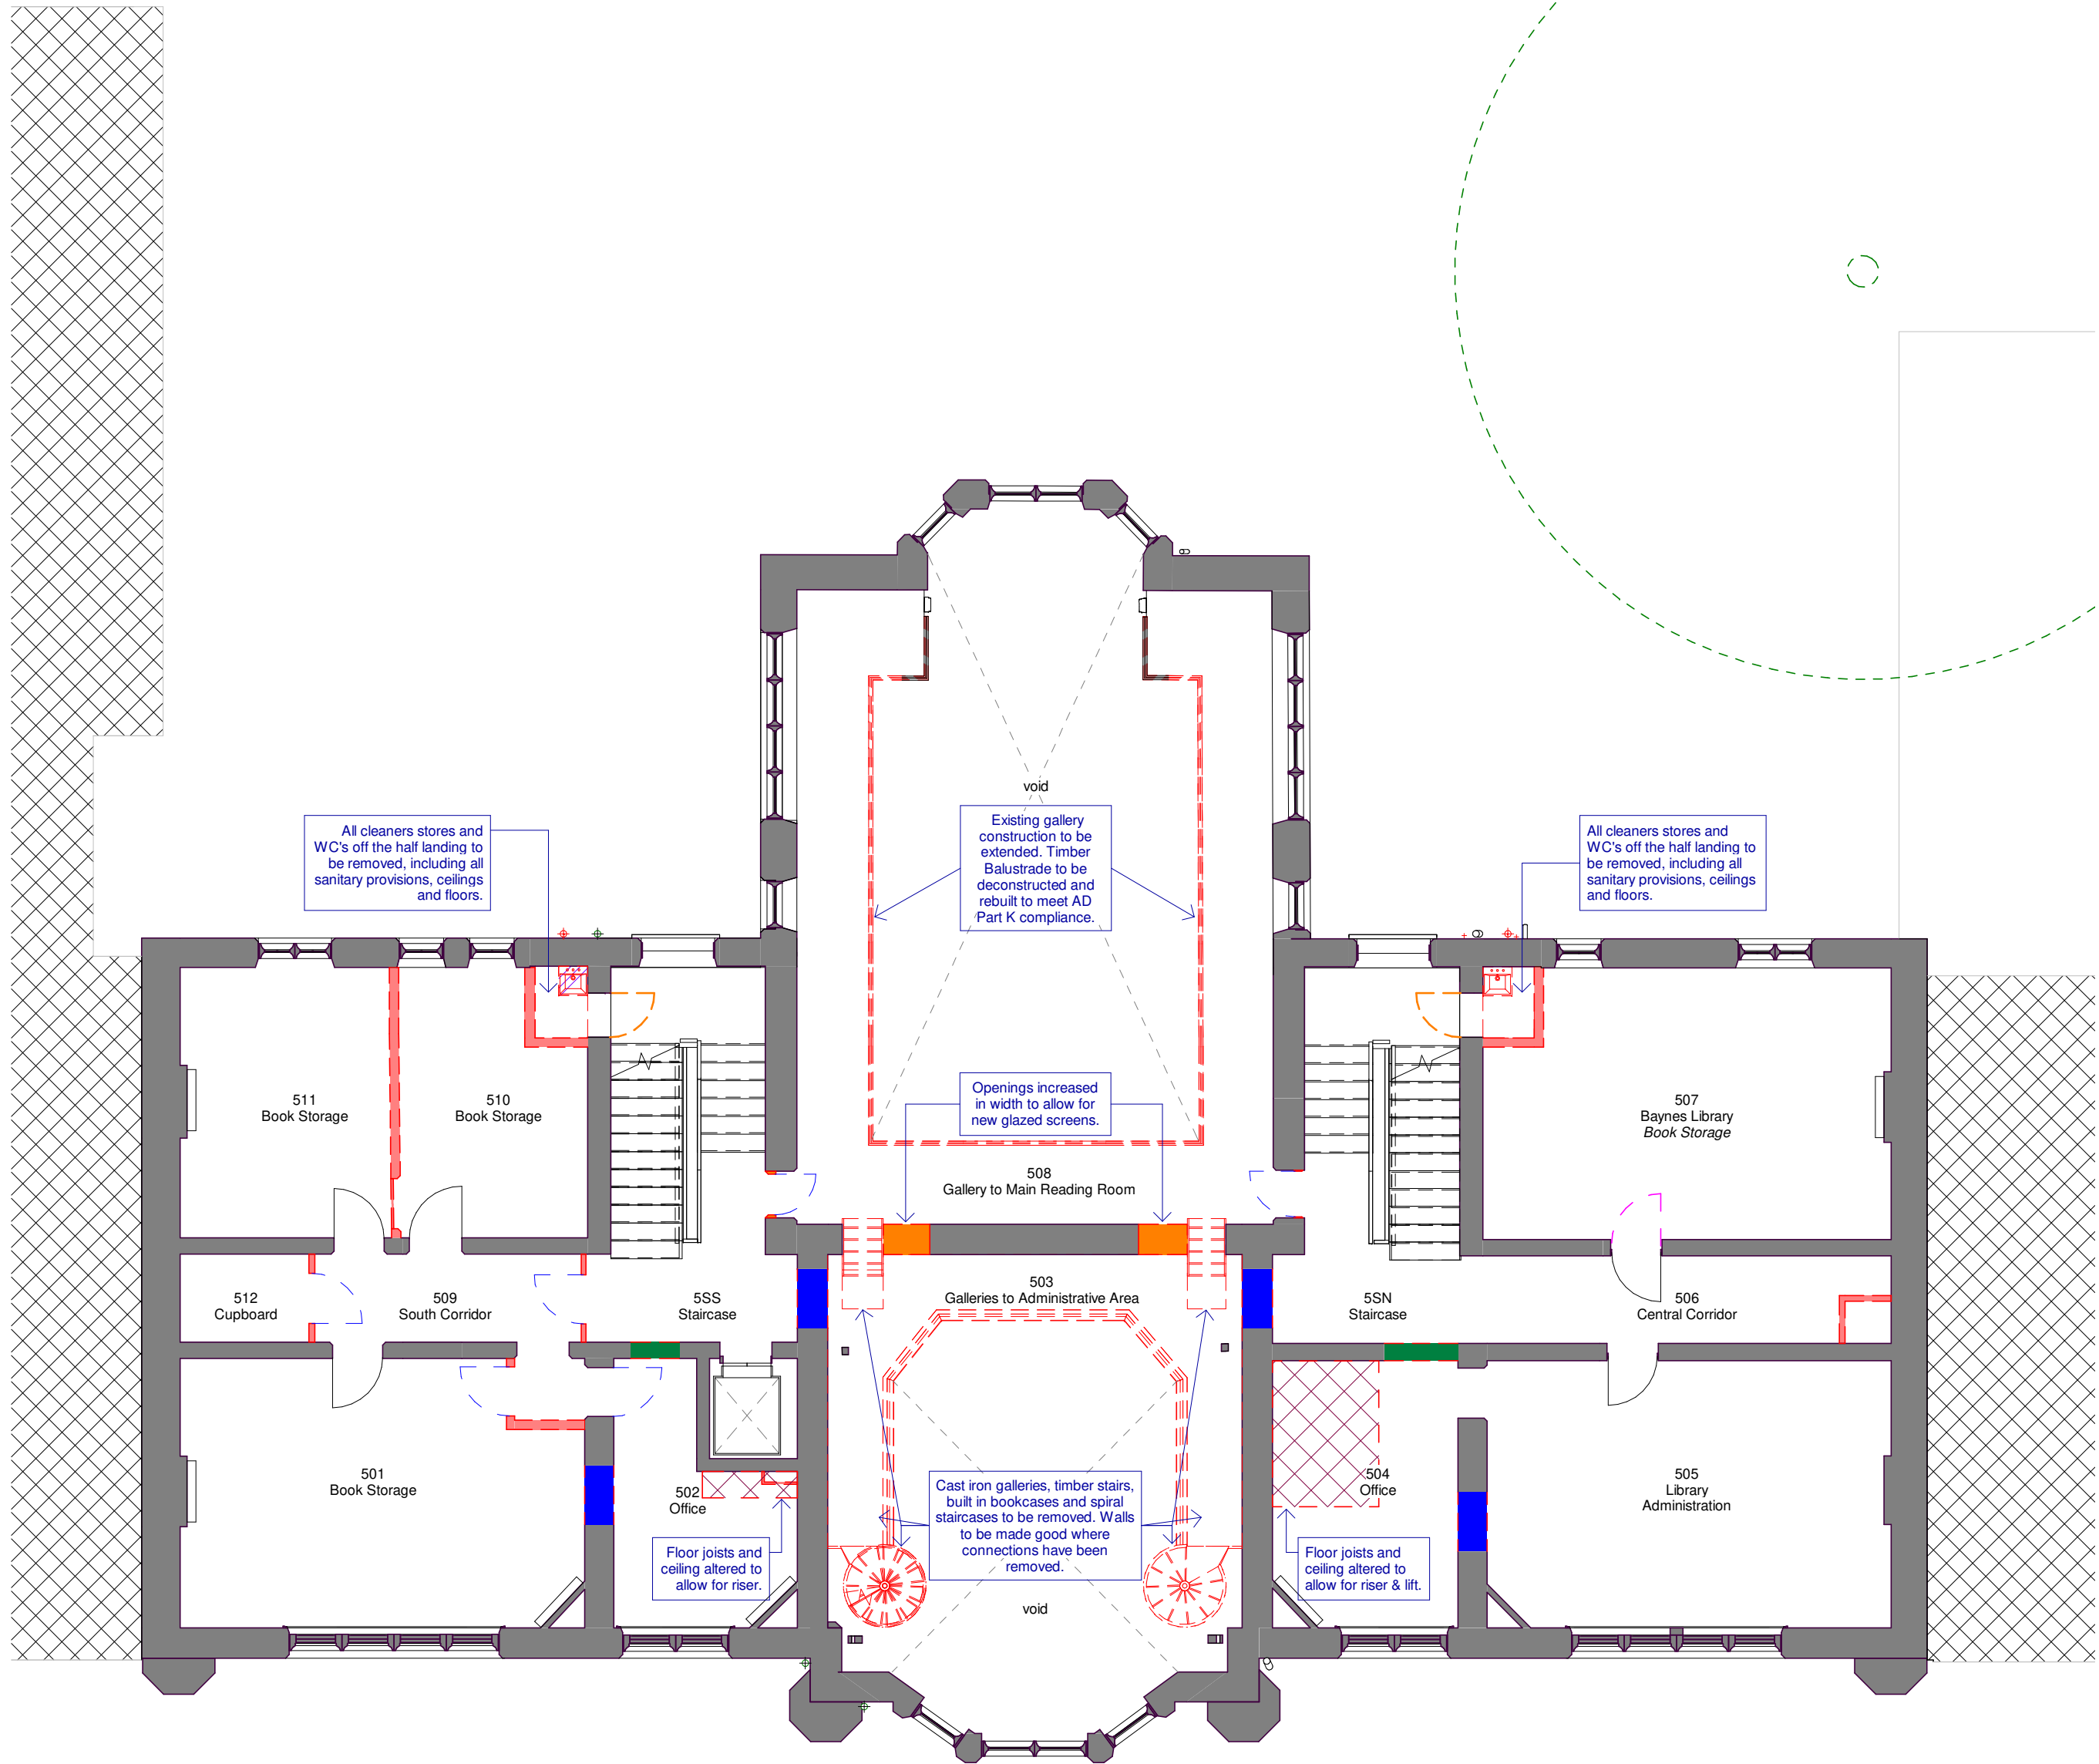 void
Existing gallery
construction to be
extended. Timber
Balustrade to be
deconstructed and
rebuilt to meet AD
Part K compliance.
All cleaners stores and
WC's off the half landing to
be removed, including all
sanitary provisions, ceilings
and floors.
All cleaners stores and
WC's off the half landing to
be removed, including all
sanitary provisions, ceilings
and floors.
Openings increased
in width to allow for
new glazed screens.
511
Book Storage
510
Book Storage
507
Baynes Library
Book Storage
508
Gallery to Main Reading Room
512
Cupboard
509
South Corridor
5SS
Staircase
503
Galleries to Administrative Area
5SN
Staircase
506
Central Corridor
501
Book Storage
502
Office
Cast iron galleries, timber stairs,
built in bookcases and spiral
staircases to be removed. Walls
to be made good where
connections have been
removed.
504
Office
505
Library
Administration
Floor joists and
ceiling altered to
allow for riser.
Floor joists and
ceiling altered to
allow for riser & lift.
void